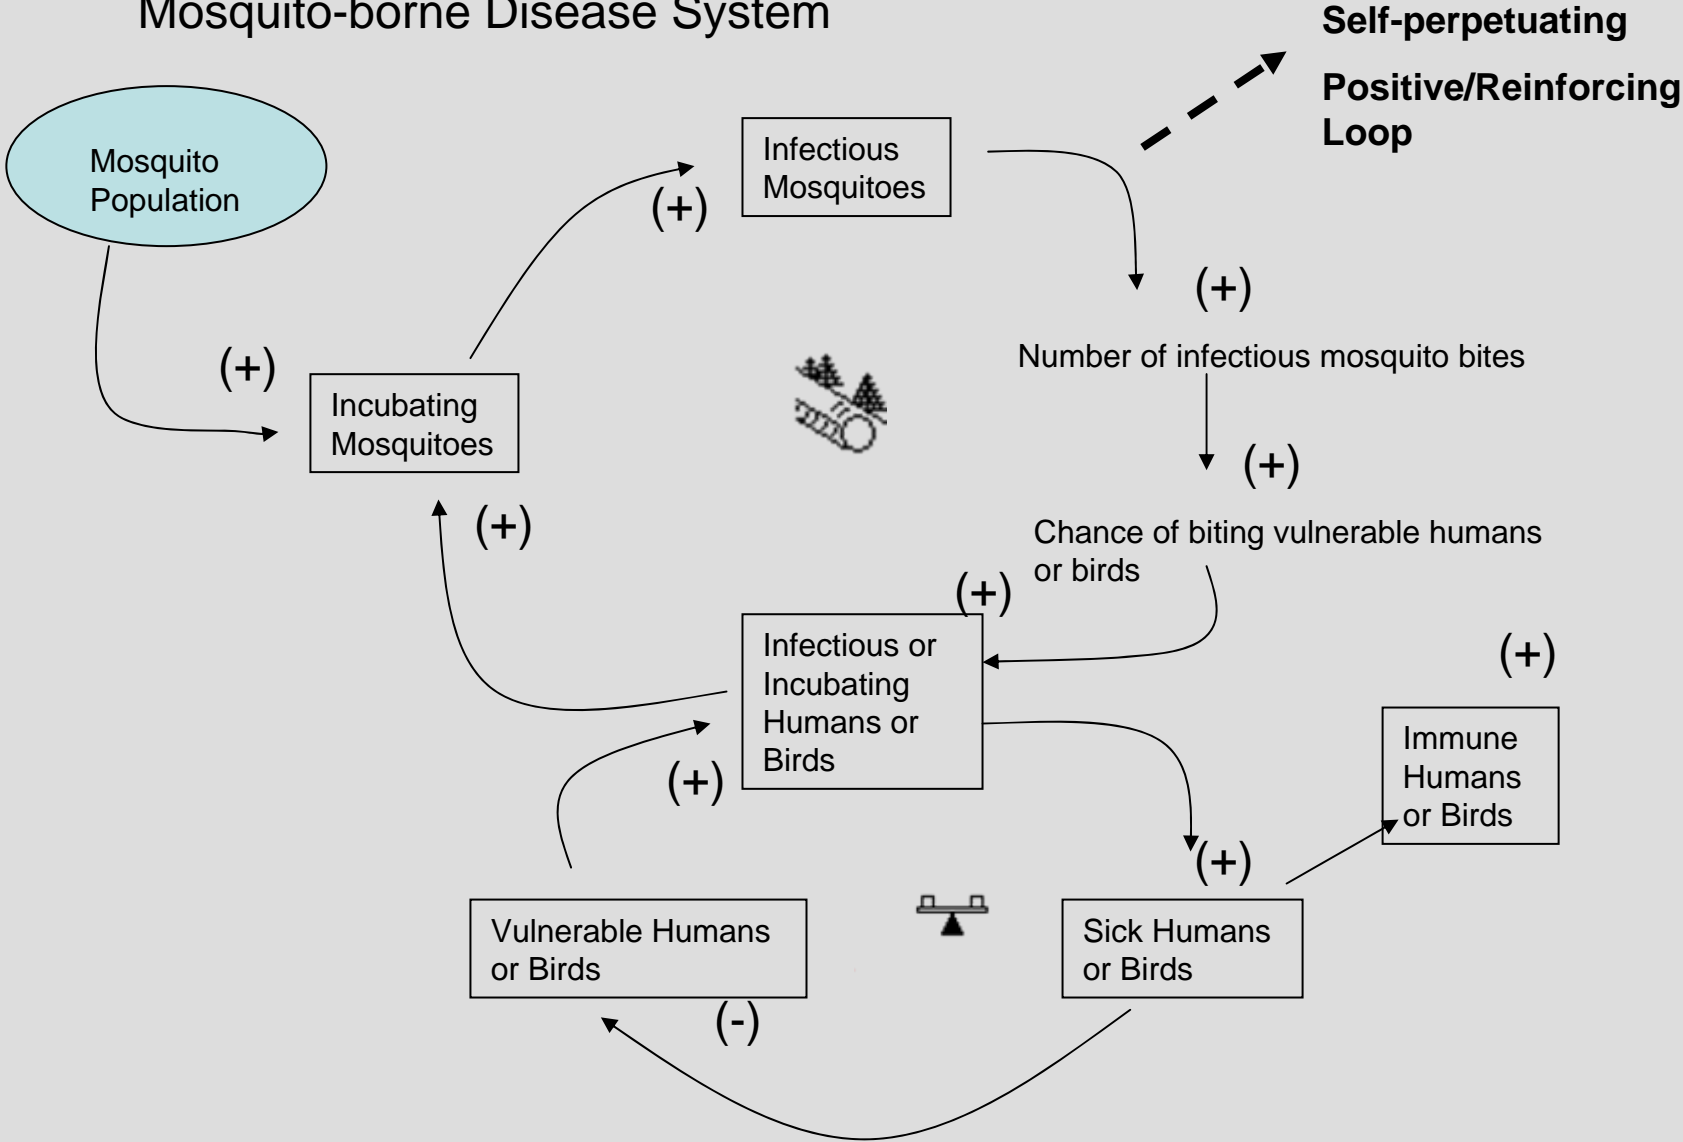 Mosquito-borne Disease System
Self-perpetuating
Positive/Reinforcing
Loop
Mosquito
Population
Infectious
Mosquitoes
(+)
(+)
Number of infectious mosquito bites
(+)
Incubating
Mosquitoes
(+)
(+)
Chance of biting vulnerable humans
or birds
(+)
Infectious or
Incubating
Humans or
Birds
(+)
(+)
Immune
Humans
or Birds
(+)
Vulnerable Humans
or Birds
(-)
Sick Humans
or Birds